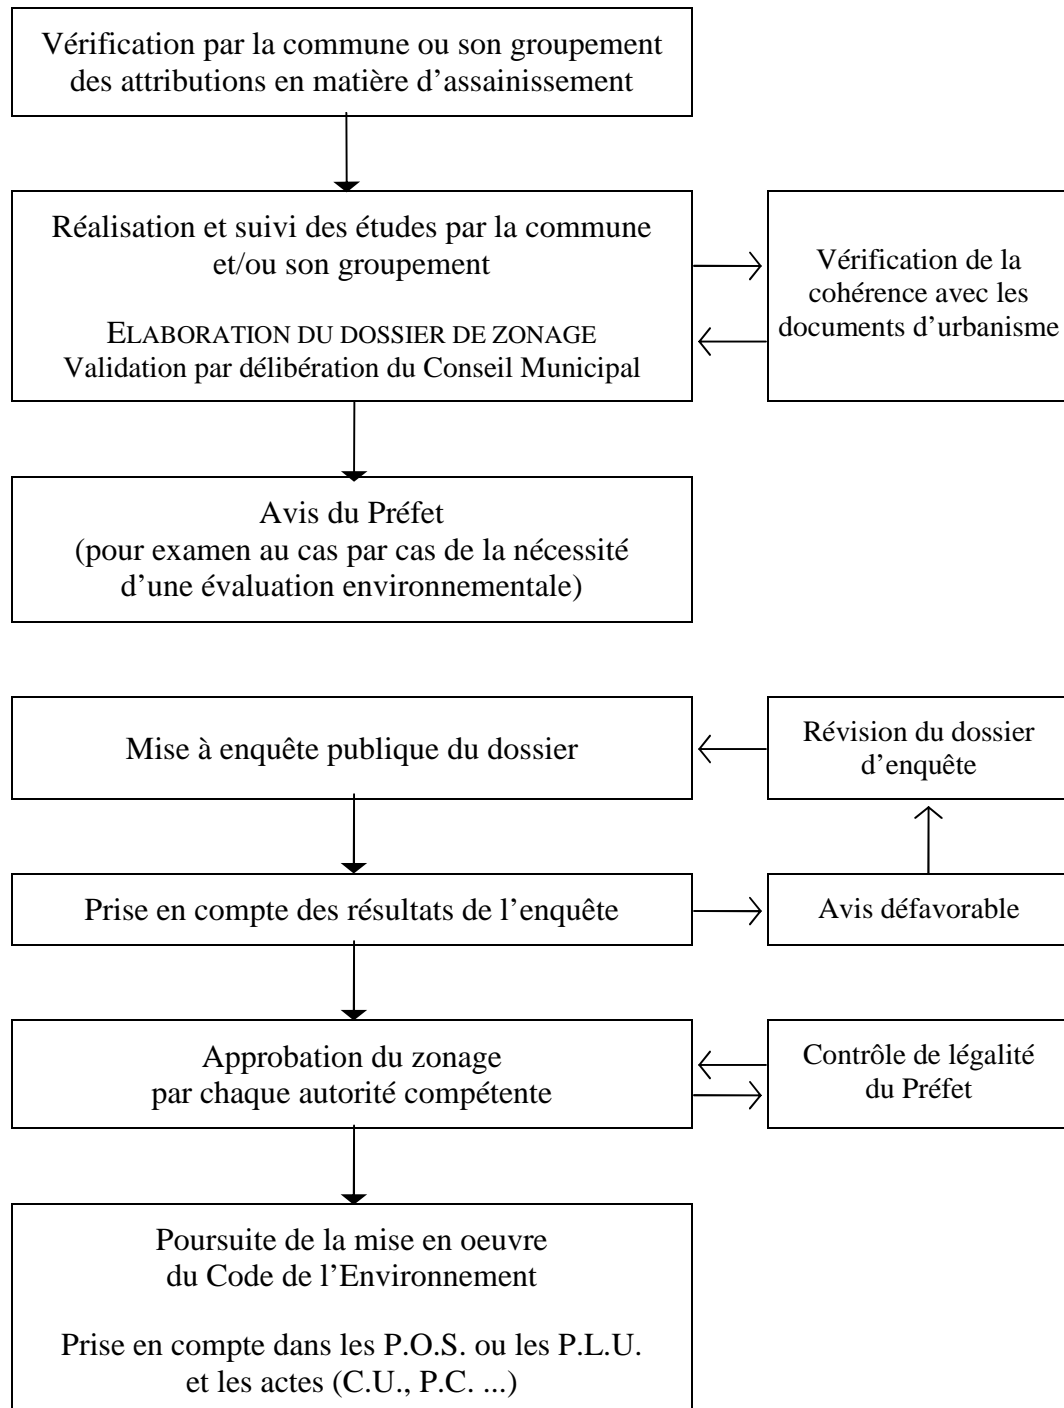 Vérification par la commune ou son groupement
des attributions en matière d’assainissement
Réalisation et suivi des études par la commune
et/ou son groupement
ELABORATION DU DOSSIER DE ZONAGE
Validation par délibération du Conseil Municipal
Vérification de la
cohérence avec les
documents d’urbanisme
Avis du Préfet
(pour examen au cas par cas de la nécessité
d’une évaluation environnementale)
Mise à enquête publique du dossier
Révision du dossier
d’enquête
Prise en compte des résultats de l’enquête
Avis défavorable
Approbation du zonage
par chaque autorité compétente
Contrôle de légalité
du Préfet
Poursuite de la mise en oeuvre
du Code de l’Environnement
Prise en compte dans les P.O.S. ou les P.L.U.
et les actes (C.U., P.C. ...)